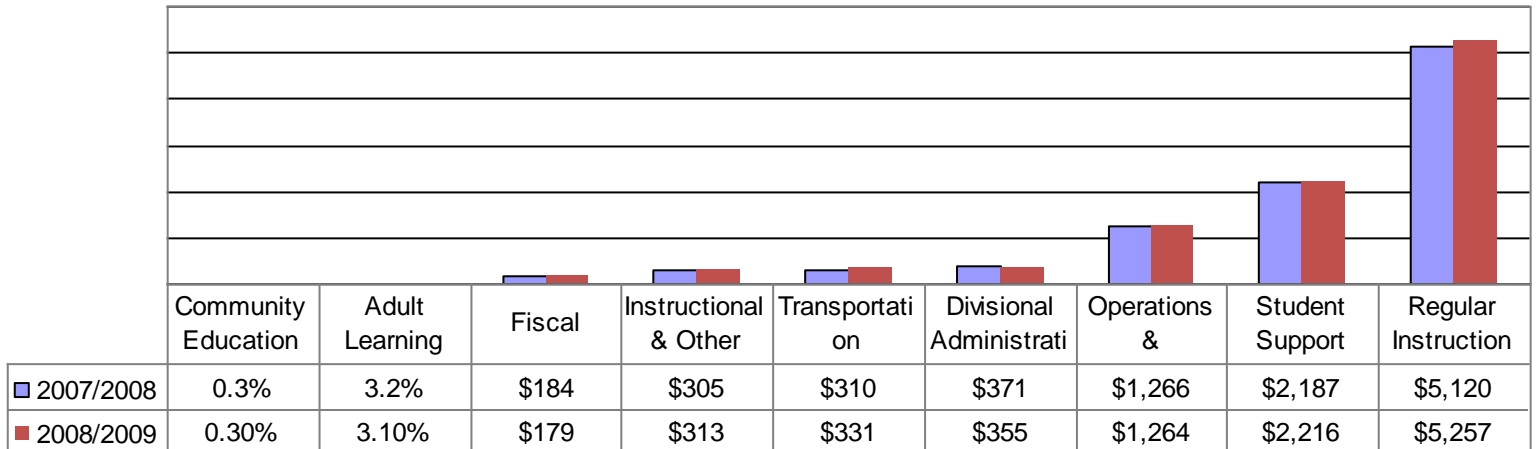 Community Education
Adult Learning
Fiscal
Instructional & Other
Transportati on
Divisional Administrati
Operations &
Student Support
Regular Instruction
2007/2008 0.3% 3.2% $184 $305 $310 $371 $1,266 $2,187 $5,120
2008/2009 0.30% 3.10% $179 $313 $331 $355 $1,264 $2,216 $5,257